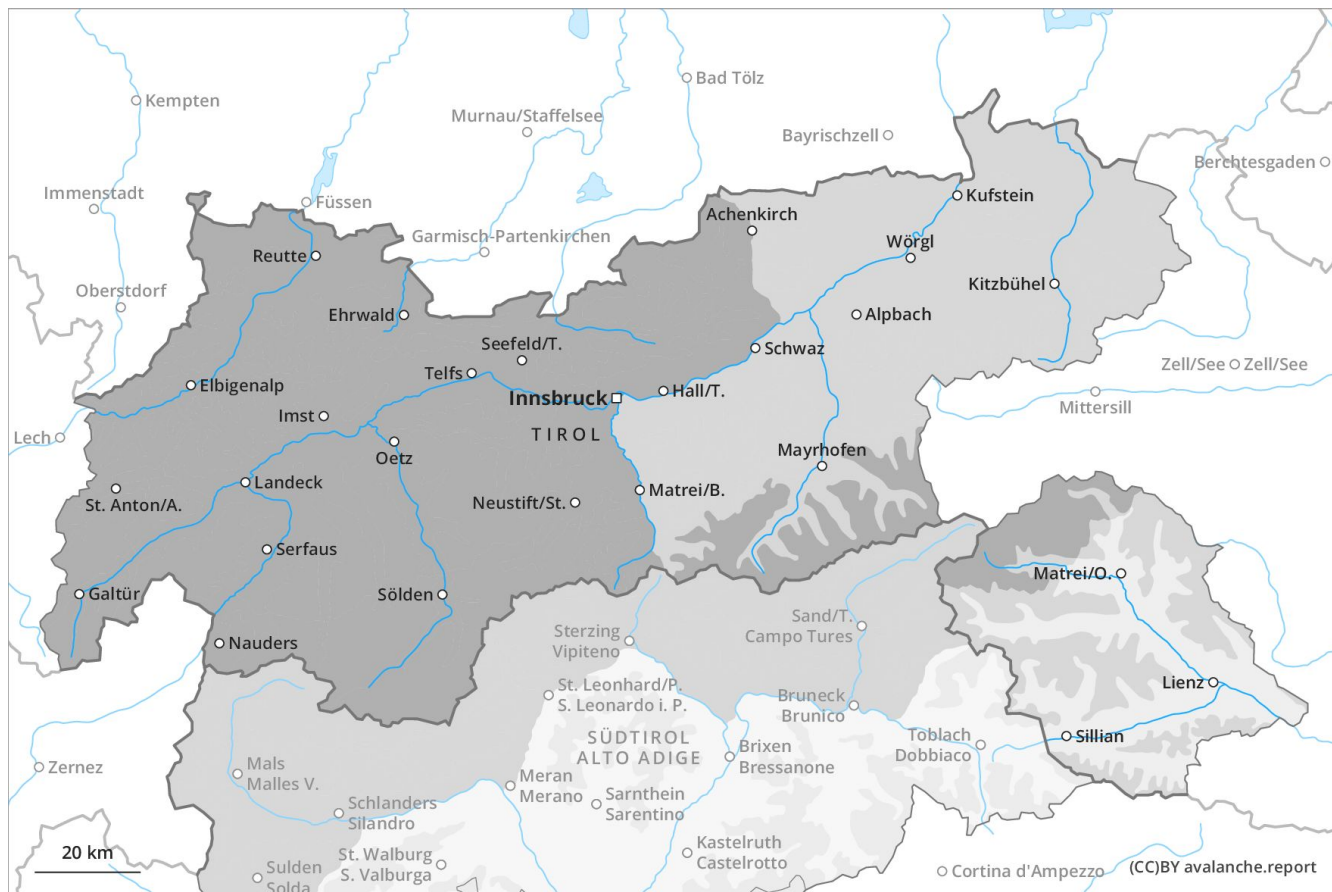 Bad Tölz
Kempten
Murnau/Staffelsee
Bayrischzell
Berchtesgaden
Immenstadt
Füssen
Kufstein
Achenkirch
Garmisch-Partenkirchen
Wörgl
Reutte
Kitzbühel
Oberstdorf
Ehrwald
Alpbach
Seefeld/T.
Schwaz
Zell/See
Zell/See
Telfs
Elbigenalp
Hall/T.
Innsbruck
Mittersill
Imst
TIROL
Lech
Oetz
Mayrhofen
Landeck
Matrei/B.
St. Anton/A.
Neustift/St.
Serfaus
Matrei/O.
Galtür
Sölden
Sand/T.
Campo Tures
Sterzing
Vipiteno
Nauders
Lienz
St. Leonhard/P.
S. Leonardo i. P.
Bruneck
Brunico
SÜDTIROL
ALTO ADIGE
Toblach
Dobbiaco
Sillian
Brixen
Bressanone
Zernez
Mals
Malles V.
Meran
Merano
Sarnthein
Sarentino
Schlanders
Silandro
Kastelruth
Castelrotto
20 km
St. Walburg
S. Valburga
Sulden
Solda
Cortina d'Ampezzo
(CC)BY avalanche.report